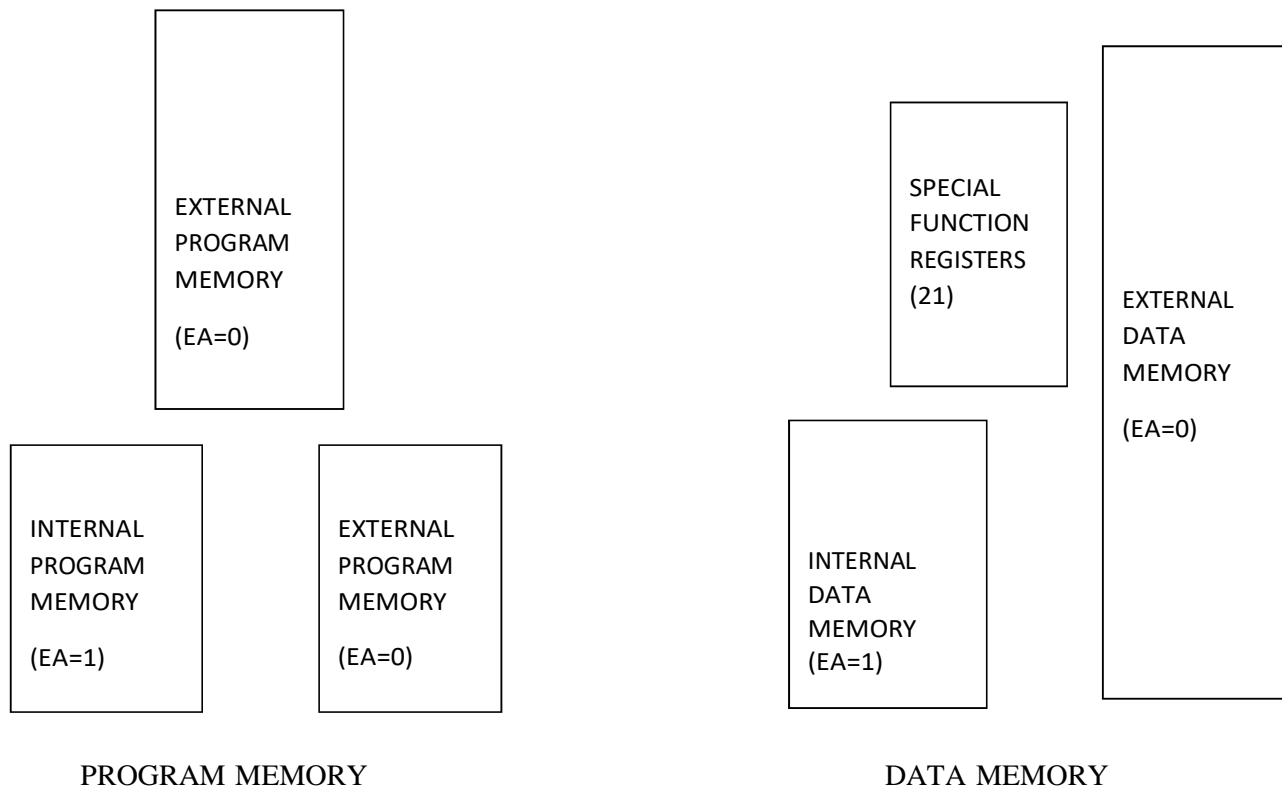 EXTERNAL
PROGRAM
MEMORY
(EA=0)
INTERNAL
PROGRAM
MEMORY
(EA=1)
EXTERNAL
PROGRAM
MEMORY
(EA=0)
PROGRAM MEMORY
SPECIAL
FUNCTION
REGISTERS
(21)
INTERNAL
DATA
MEMORY
(EA=1)
EXTERNAL
DATA
MEMORY
(EA=0)
DATA MEMORY